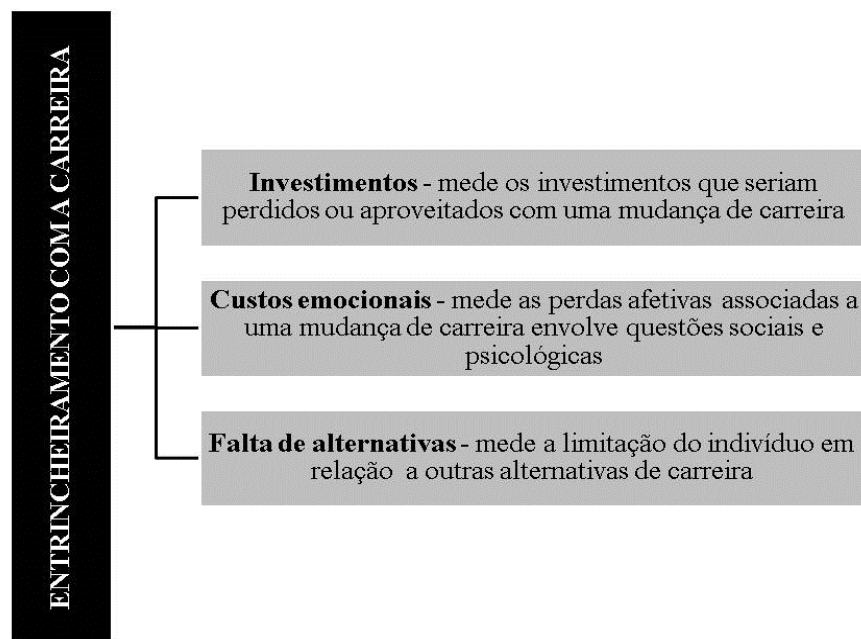 ENTRINCHEIRAMENTO COM A CARREIRA
Investimentos - mede os investimentos que seriam
perdidos ou aproveitados com uma mudança de carreira
Custos emocionais - mede as perdas afetivas associadas a
uma mudança de carreira envolve questões sociais e
psicológicas
Falta de alternativas - mede a limitação do indivíduo em
relação a outras alternativas de carreira